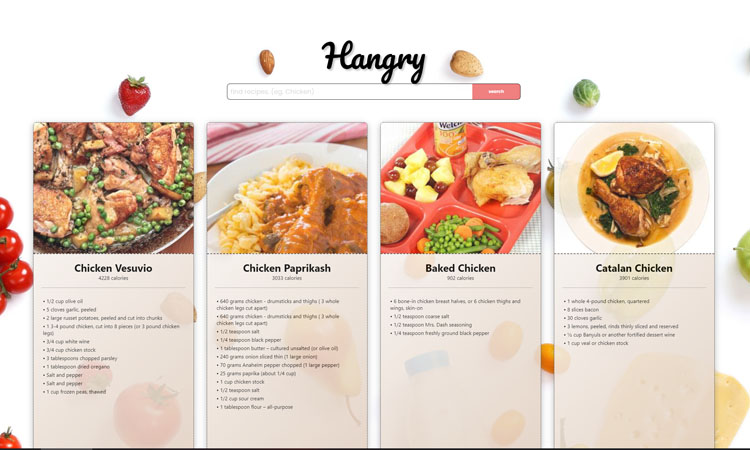 Hangry
find recipes, (eg. Chicken)
search
Welch's
Chicken Vesuvio
4228 calories
• 1/2 cup olive oil
• 5 cloves garlic, peeled
• 2 large russet potatoes, peeled and cut into chunks
• 1 3-4 pound chicken, cut into 8 pieces (or 3 pound chicken
legs)
• 3/4 cup white wine
• 3/4 cup chicken stock
• 3 tablespoons chopped parsley
• 1 tablespoon dried oregano
• Salt and pepper
• Salt and pepper
• 1 cup frozen peas, thawed
Chicken Paprikash
3033 calories
• 640 grams chicken - drumsticks and thighs ( 3 whole
chicken legs cut apart)
• 640 grams chicken - drumsticks and thighs ( 3 whole
chicken legs cut apart)
• 1/2 teaspoon salt
• 1/4 teaspoon black pepper
• 1 tablespoon butter – cultured unsalted (or olive oil)
• 240 grams onion sliced thin (1 large onion)
• 70 grams Anaheim pepper chopped (1 large pepper)
• 25 grams paprika (about 1/4 cup)
• 1 cup chicken stock
• 1/2 teaspoon salt
• 1/2 cup sour cream
• 1 tablespoon flour – all-purpose
Baked Chicken
902 calories
• 6 bone-in chicken breast halves, or 6 chicken thighs and
wings, skin-on
• 1/2 teaspoon coarse salt
• 1/2 teaspoon Mrs. Dash seasoning
• 1/4 teaspoon freshly ground black pepper
Catalan Chicken
3901 calories
• 1 whole 4-pound chicken, quartered
• 8 slices bacon
• 30 cloves garlic
• 3 lemons, peeled, rinds thinly sliced and reserved
• ½ cup Banyuls or another fortified dessert wine
• 1 cup veal or chicken stock